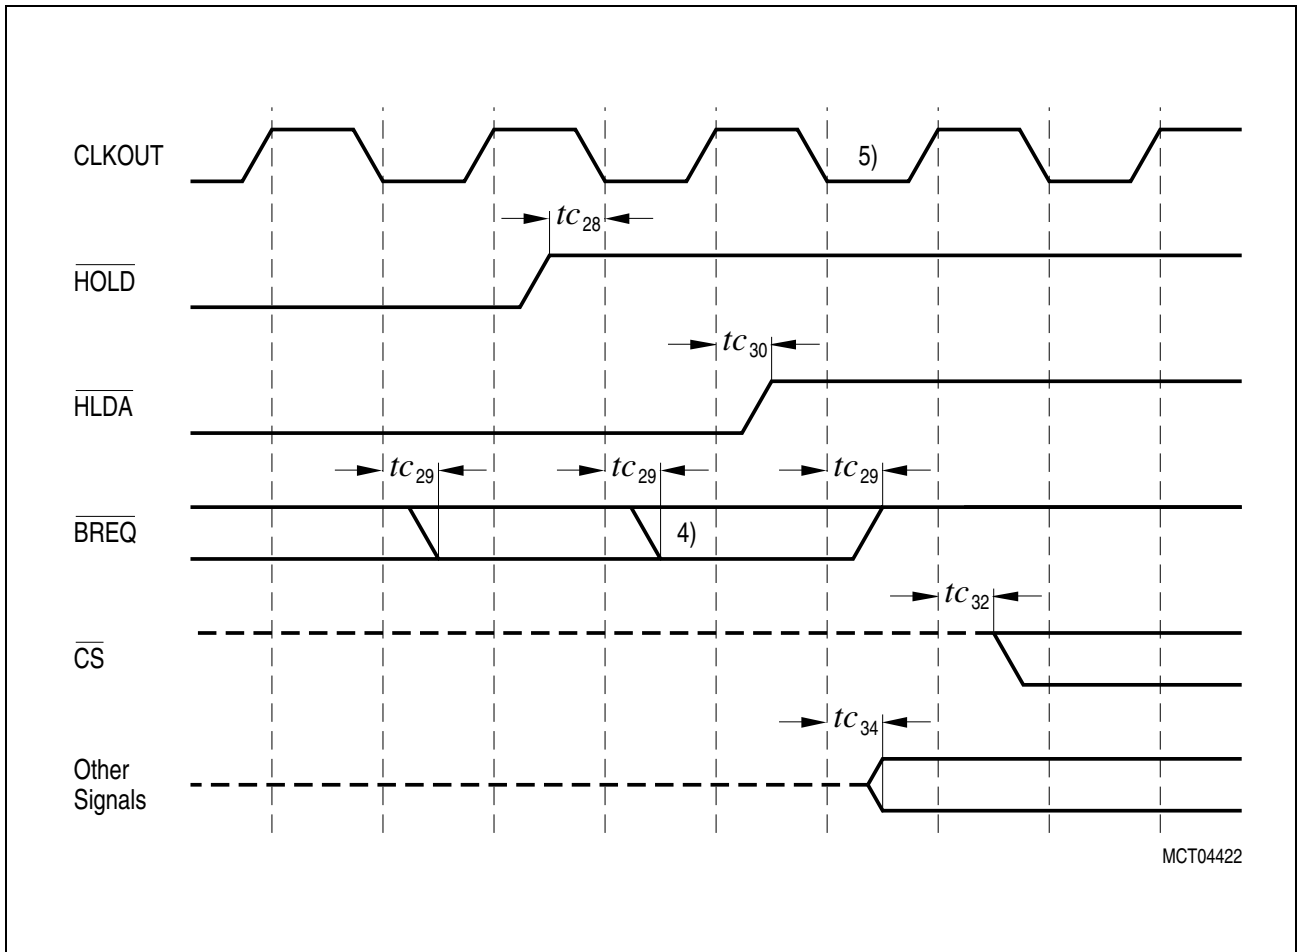 CLKOUT
5)
tc28
HOLD
tc30
HLDA
tc29
tc29
tc29
BREQ
4)
tc32
CS
tc34
Other
Signals
MCT04422